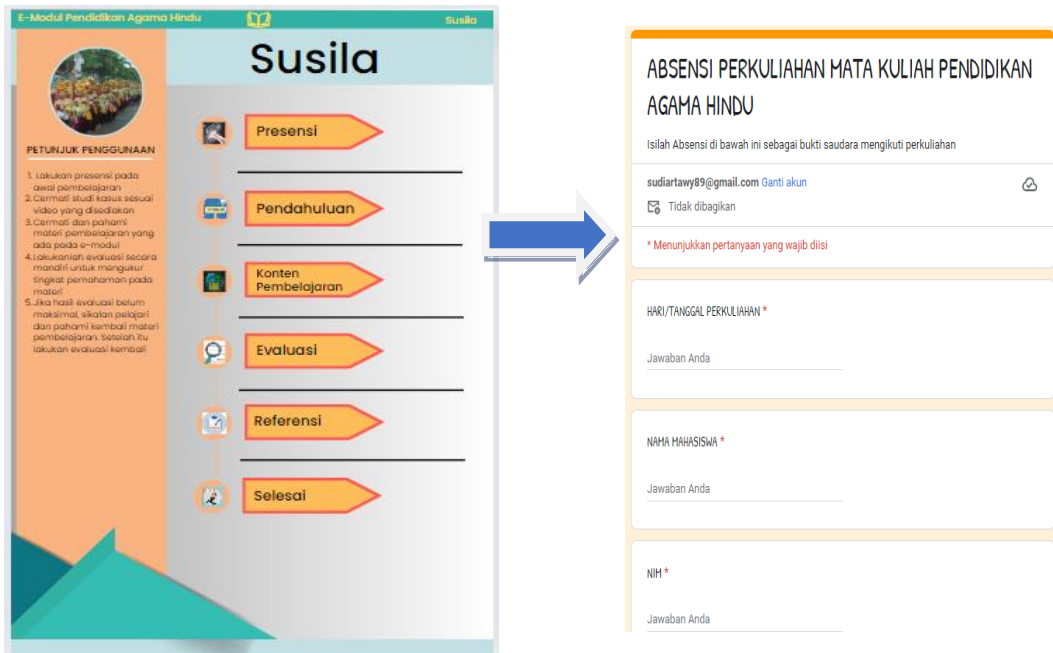 E-Modul Pendidikan Agama Hindu
Susila
Susila
PETUNJUK PENGGUNAAN
1. Lakukan presensi pada
awal pembelajaran
2. Cermati studi kasus sesuai
video yang disediakan
3. Cermati dan pahami
materi pembelajaran yang
ada pada e-modul
4. Lakukanlah evaluasi secara
mandiri untuk mengukur
tingkat pemahaman pada
materi
5. Jika hasil evaluasi belum
maksimal, sikalan pelajari
dan pahami kembali materi
pembelajaran. Setelah itu
lakukan evaluasi kembali
Presensi
Pendahuluan
Konten
Pembelajaran
Evaluasi
Referensi
Selesai
ABSENSI PERKULIAHAN MATA KULIAH PENDIDIKAN
AGAMA HINDU
Isilah Absensi di bawah ini sebagai bukti saudara mengikuti perkuliahan
sudiartawy89@gmail.com Ganti akun
Tidak dibagikan
* Menunjukkan pertanyaan yang wajib diisi
HARI/TANGGAL PERKULIAHAN *
Jawaban Anda
NAMA MAHASISWA *
Jawaban Anda
NIM *
Jawaban Anda